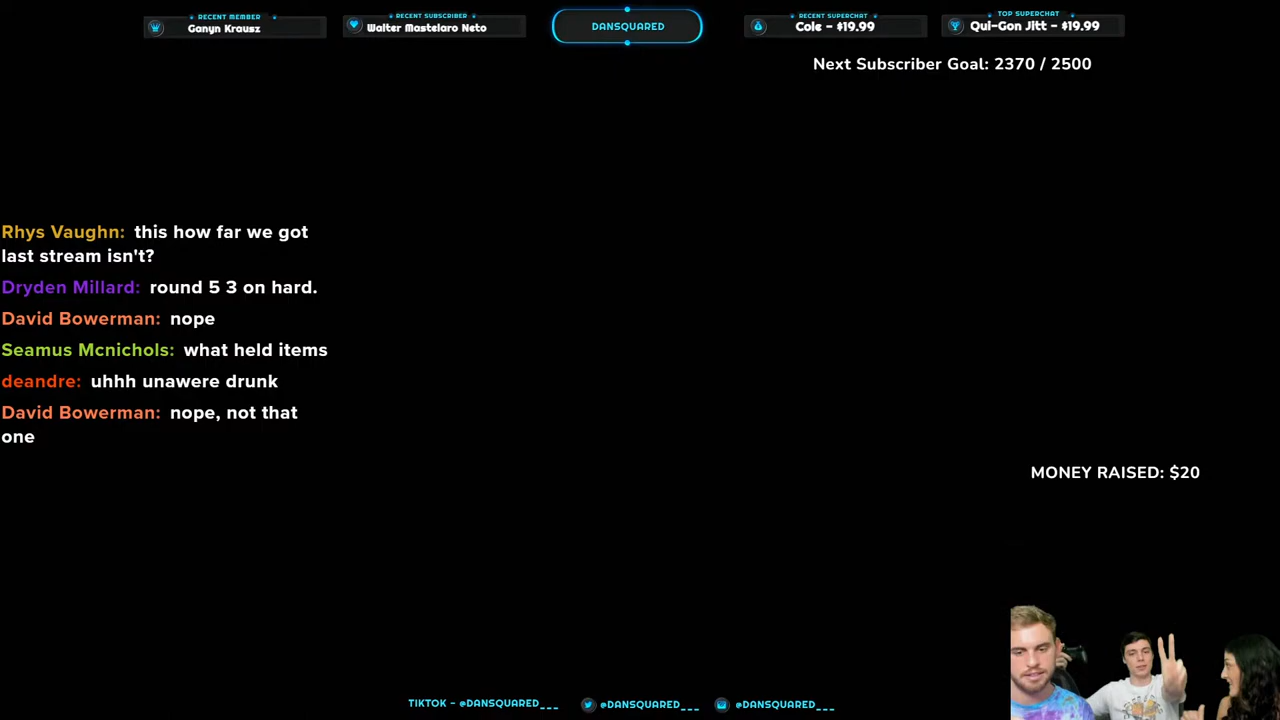 RECENT MEMBER
Ganyn Krausz
RECENT SUBSCRIBER
Walter Mastelaro Neto
DANSQUARED
RECENT SUPERCHAT
Cole - $19.99
TOP SUPERCHAT
Qui-Gon Jitt - $19.99
Next Subscriber Goal: 2370 / 2500
Rhys Vaughn: this how far we got
last stream isn't?
Dryden Millard: round 5 3 on hard.
David Bowerman: nope
Seamus Mcnichols: what held items
deandre: uhhh unawere drunk
David Bowerman: nope, not that
one
MONEY RAISED: $20
TIKTOK - @DANSQUARED___
@DANSQUARED___
@DANSQUARED___